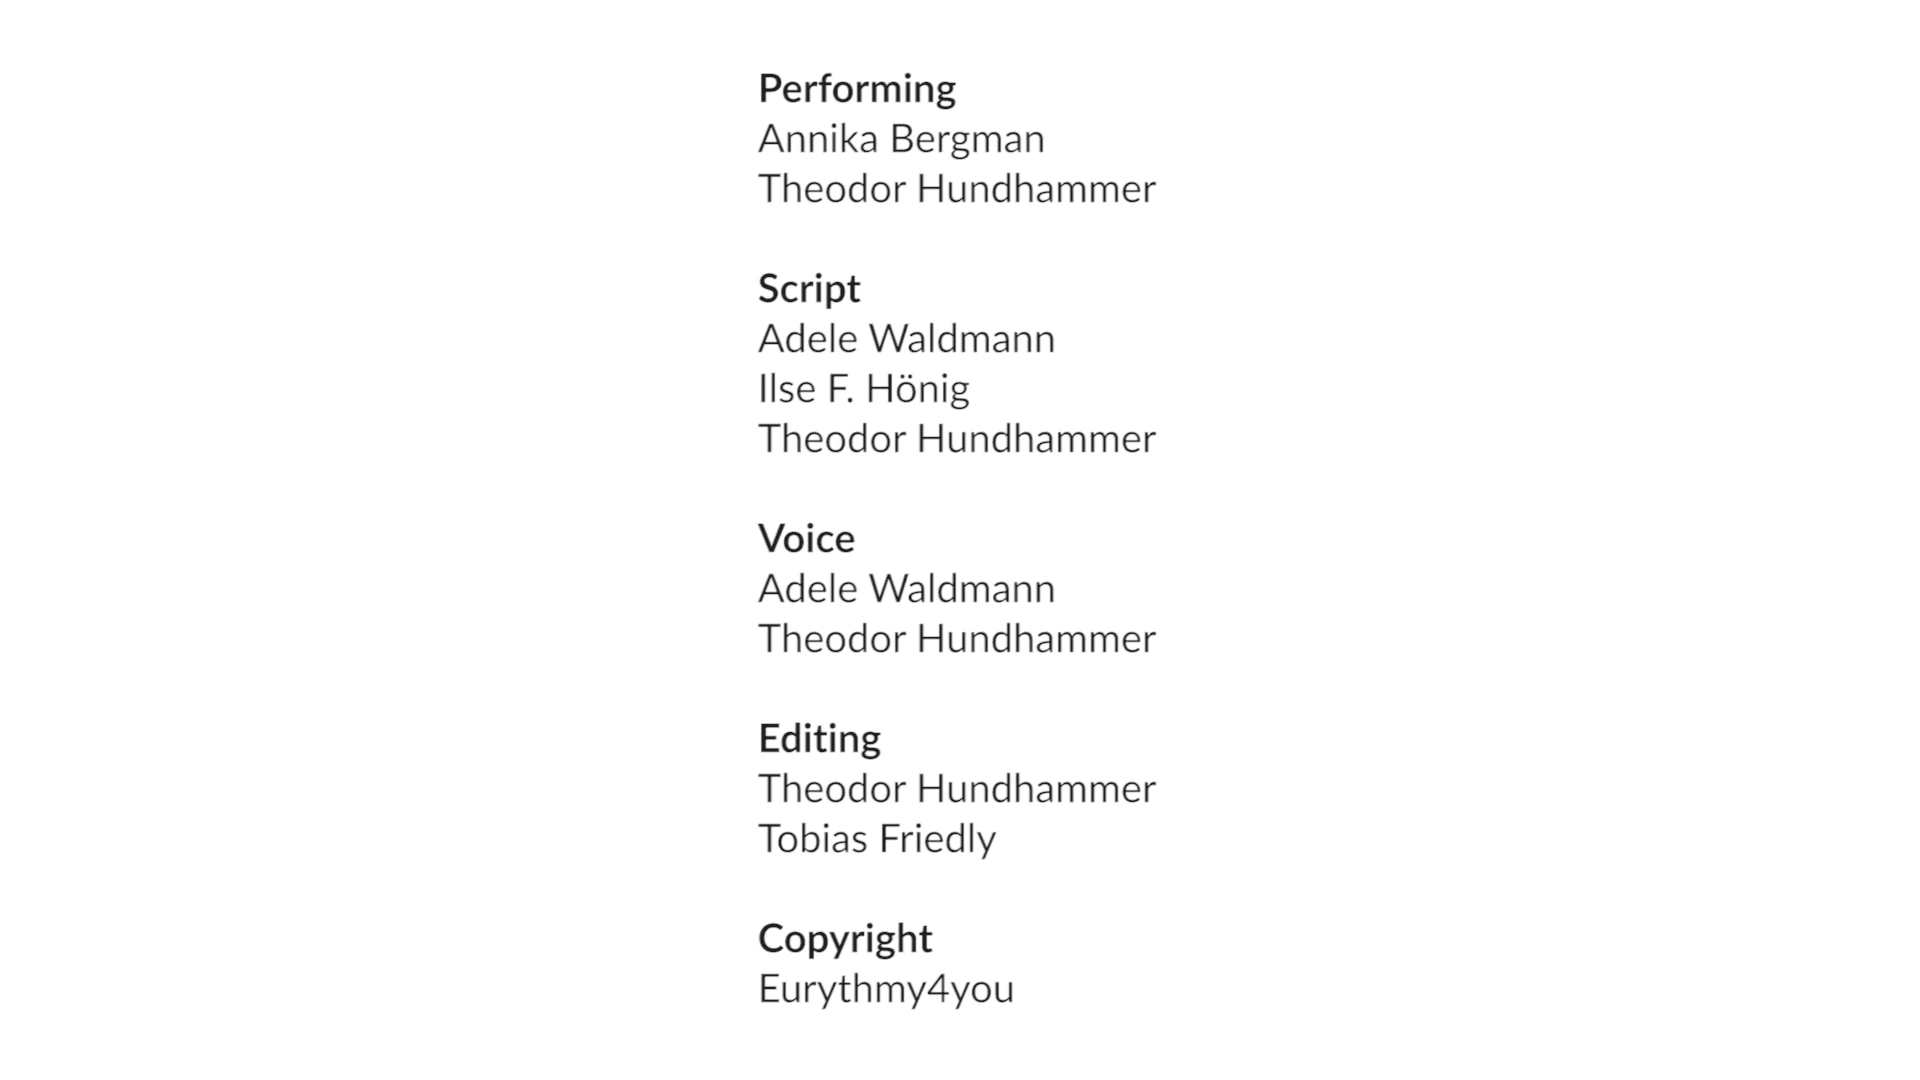 Performing
Annika Bergman
Theodor Hundhammer
Script
Adele Waldmann
Ilse F. Hönig
Theodor Hundhammer
Voice
Adele Waldmann
Theodor Hundhammer
Editing
Theodor Hundhammer
Tobias Friedly
Copyright
Eurythmy4you